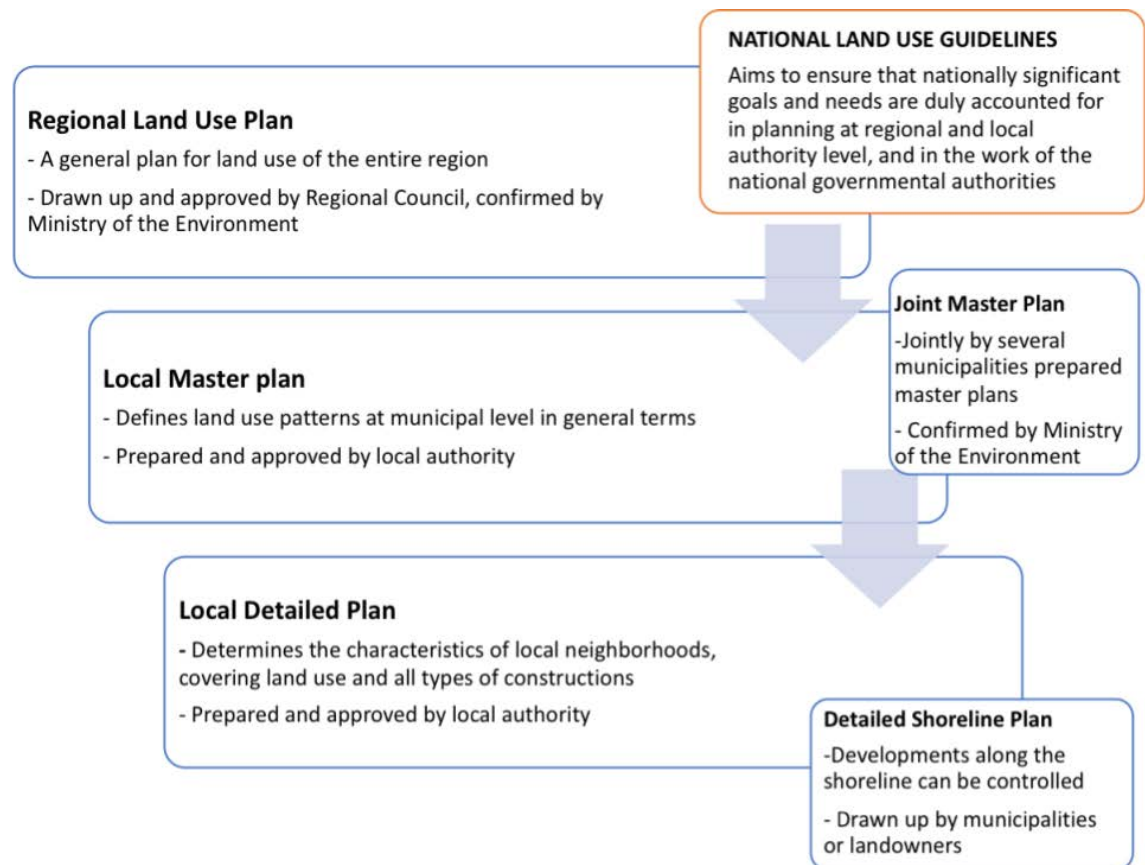 NATIONAL LAND USE GUIDELINES
Aims to ensure that nationally significant
goals and needs are duly accounted for
in planning at regional and local
authority level, and in the work of the
national governmental authorities
Regional Land Use Plan
- A general plan for land use of the entire region
- Drawn up and approved by Regional Council, confirmed by
Ministry of the Environment
Joint Master Plan
-Jointly by several
municipalities prepared
master plans
- Confirmed by Ministry
of the Environment
Local Master plan
- Defines land use patterns at municipal level in general terms
- Prepared and approved by local authority
Local Detailed Plan
- Determines the characteristics of local neighborhoods,
covering land use and all types of constructions
- Prepared and approved by local authority
Detailed Shoreline Plan
-Developments along the
shoreline can be controlled
- Drawn up by municipalities
or landowners